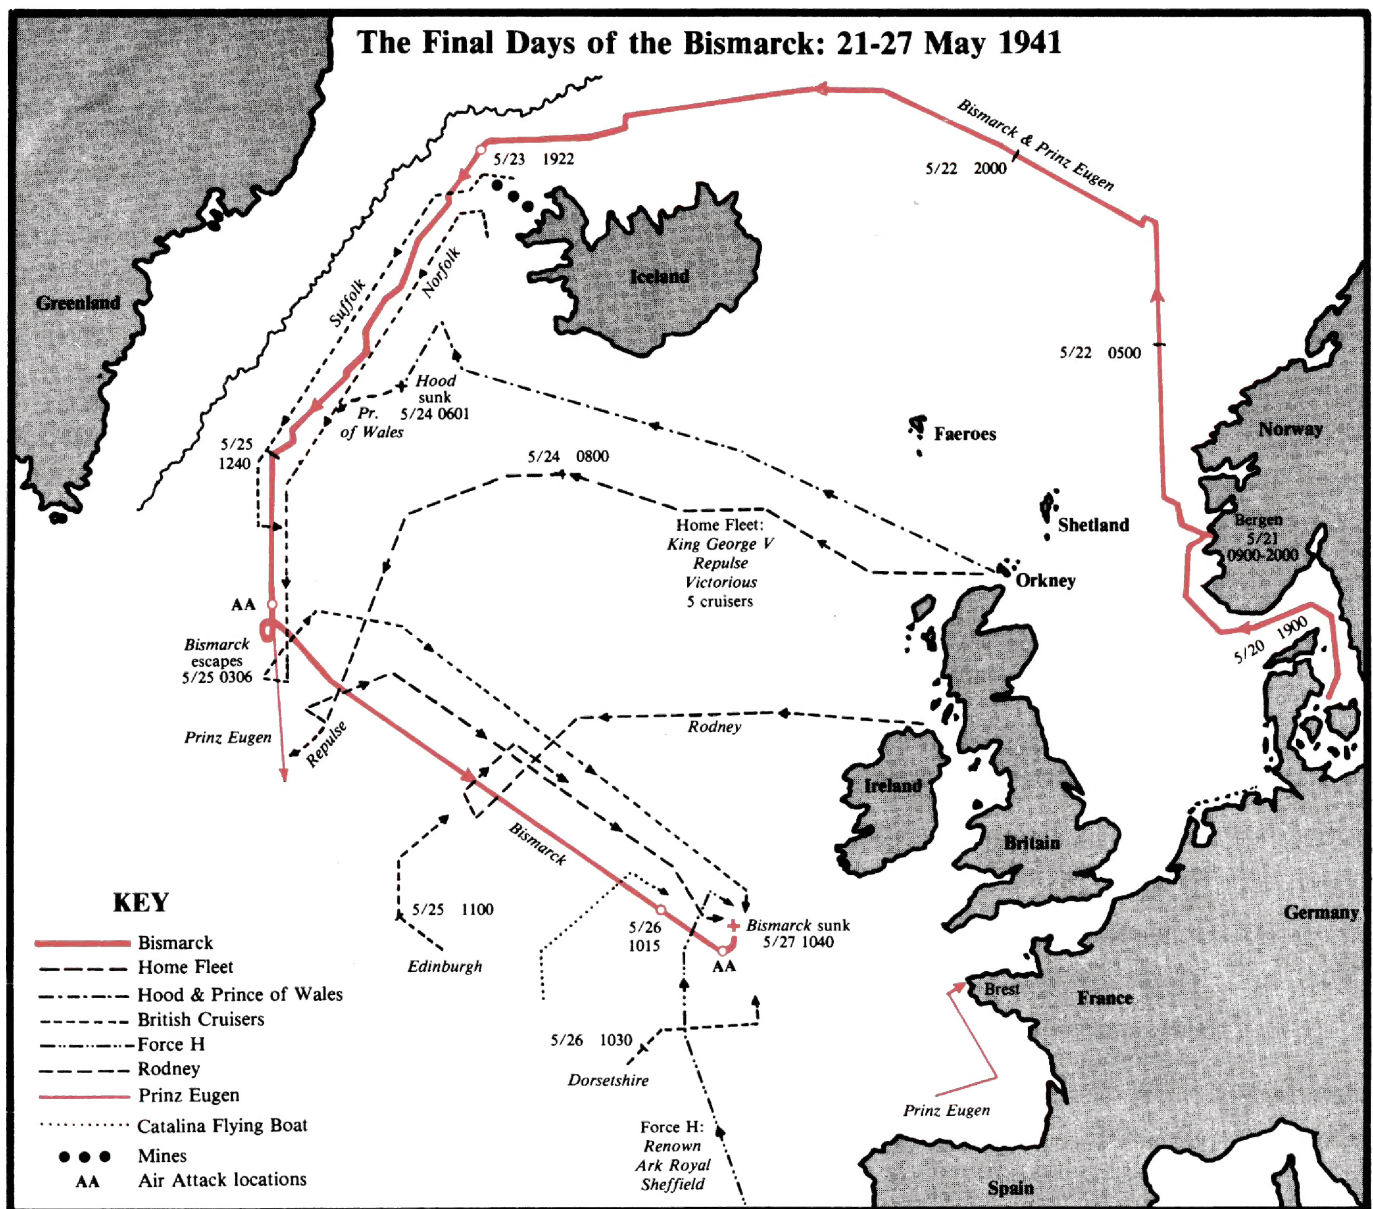 The Final Days of the Bismarck: 21-27 May 1941
Bismarck & Prinz Eugen
5/22 2000
5/23 1922
Iceland
Greenland
Suffolk
Norfolk
5/22 0500
Hood
sunk
5/24 0601
Pr.
of Wales
5/25
1240
5/24 0800
Faeroes
Norway
Shetland
Bergen
5/21
0900-2000
Home Fleet:
King George V
Repulse
Victorious
5 cruisers
Orkney
AA
5/20 1900
Bismarck
escapes
5/25 0306
Prinz Eugen
Repulse
Rodney
Ireland
Britain
Bismarck
Germany
5/25 1100
Edinburgh
5/26
1015
Bismarck sunk
5/27 1040
AA
Brest
France
5/26 1030
Dorsetshire
Prinz Eugen
Force H:
Renown
Ark Royal
Sheffield
Spain
KEY
Bismarck
Home Fleet
Hood & Prince of Wales
British Cruisers
Force H
Rodney
Prinz Eugen
Catalina Flying Boat
Mines
AA Air Attack locations